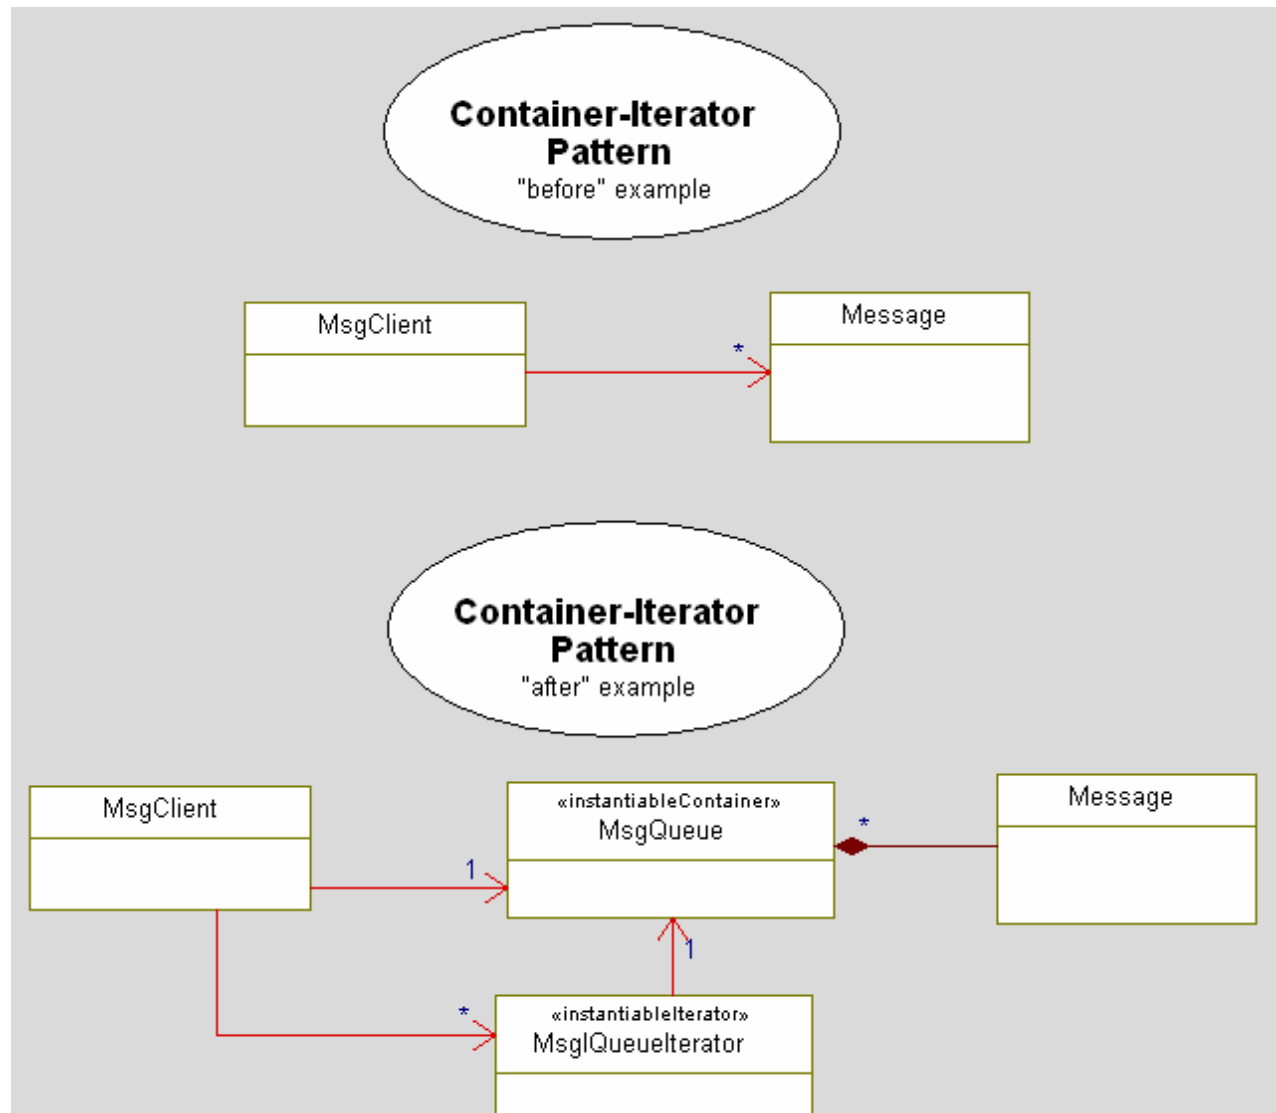 Container-Iterator
Pattern
"before" example
MsgClient
Message
*
Container-Iterator
Pattern
"after" example
MsgClient
«instantiableContainer»
MsgQueue
Message
*
1
1
*
«instantiableIterator»
MsgIQueueIterator